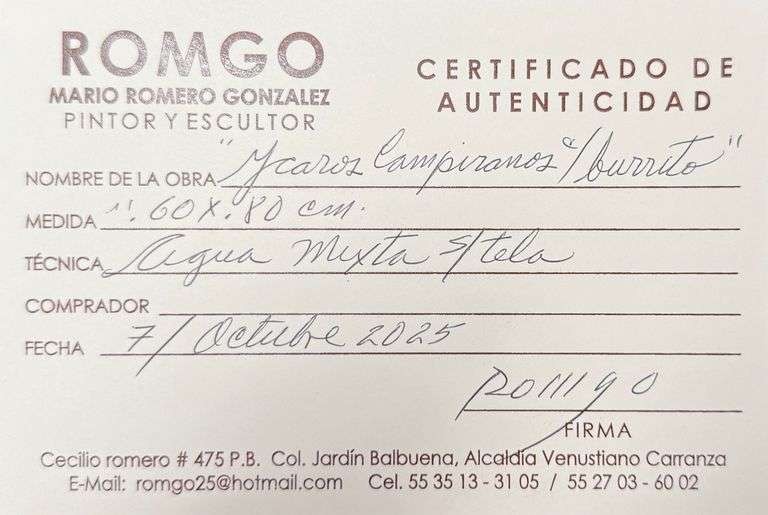 ROMGO
MARIO ROMERO GONZALEZ
PINTOR Y ESCULTOR
CERTIFICADO DE
AUTENTICIDAD
NOMBRE DE LA OBRA "Ycaros Campiranos c/burrito"
MEDIDA 1". 60 x .80 cm.
TÉCNICA Agua Mixta s/tela
COMPRADOR
FECHA 7/ Octubre 2025
Romgo
FIRMA
Cecilio romero # 475 P.B. Col. Jardín Balbuena, Alcaldía Venustiano Carranza
E-Mail: romgo25@hotmail.com Cel. 55 35 13 - 31 05 / 55 27 03 - 60 02